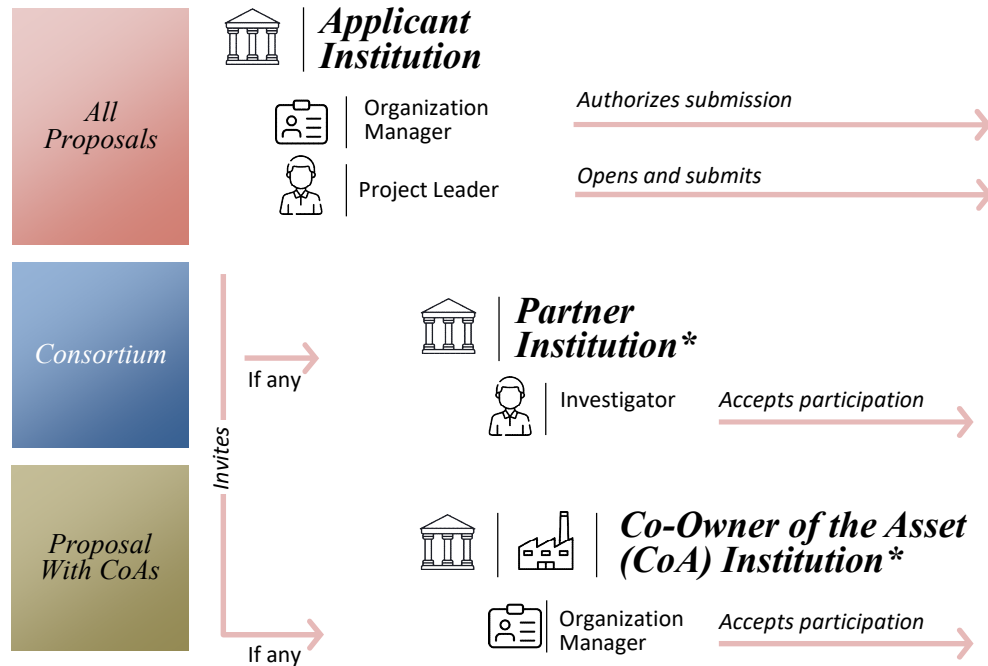 All
Proposals
Applicant
Institution
Organization
Manager
Authorizes submission
Project Leader
Opens and submits
Consortium
Invites
If any
Partner
Institution*
Investigator
Accepts participation
Proposal
With CoAs
If any
Co-Owner of the Asset
(CoA) Institution*
Organization
Manager
Accepts participation